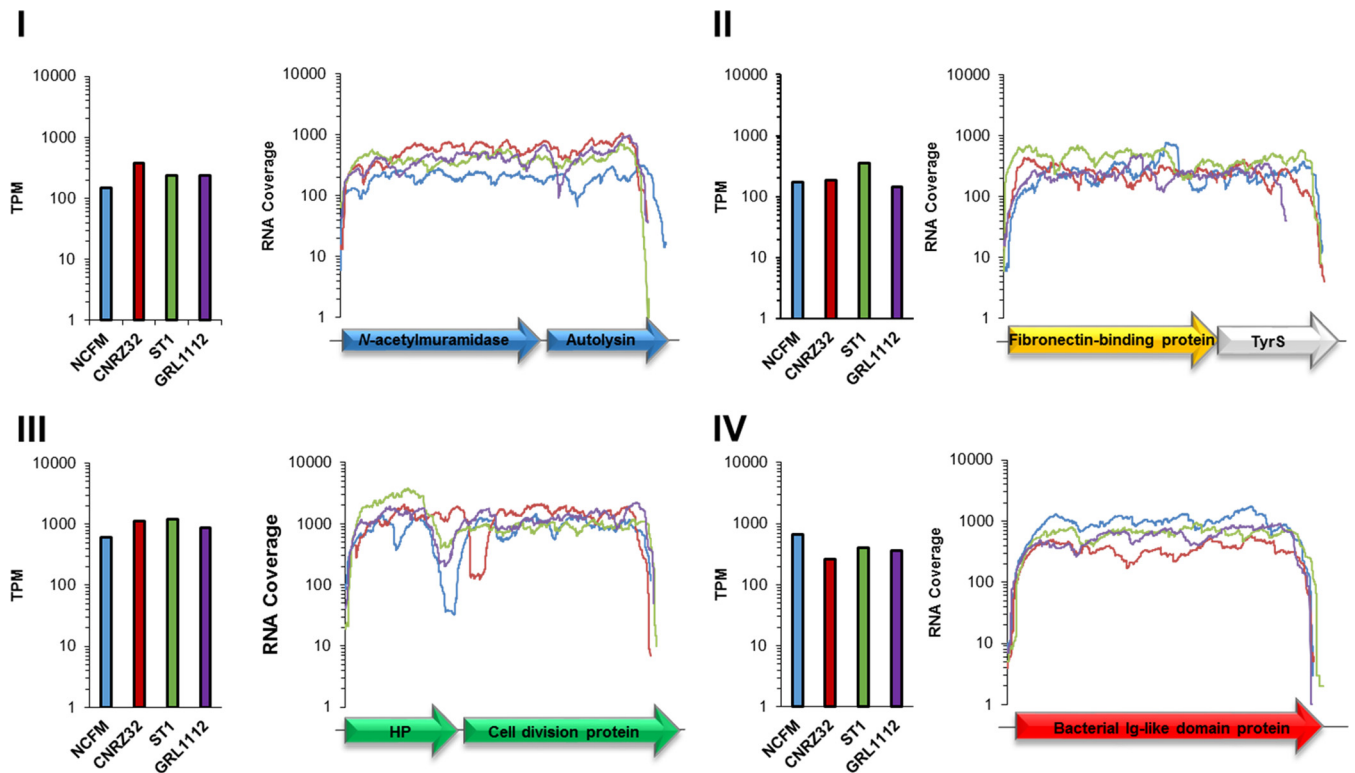 I
10000
1000
100
10
1
TPM
NCFM
CNRZ32
ST1
GRL1112
10000
1000
100
10
1
RNA Coverage
N-acetylmuramidase
Autolysin
II
10000
1000
100
10
1
TPM
NCFM
CNRZ32
ST1
GRL1112
10000
1000
100
10
1
RNA Coverage
Fibronectin-binding protein
TyrS
III
10000
1000
100
10
1
TPM
NCFM
CNRZ32
ST1
GRL1112
10000
1000
100
10
1
RNA Coverage
HP
Cell division protein
IV
10000
1000
100
10
1
TPM
NCFM
CNRZ32
ST1
GRL1112
10000
1000
100
10
1
RNA Coverage
Bacterial Ig-like domain protein